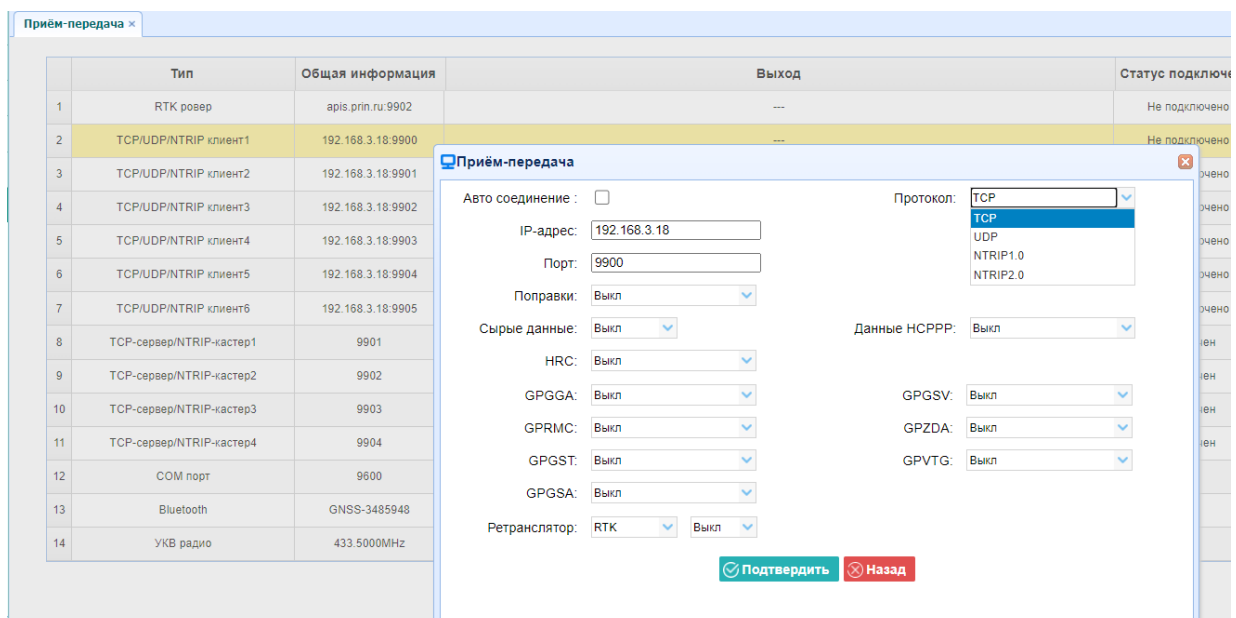 Приём-передача ×
Тип Общая информация Выход Статус подключе
1 RTK ровер apis.prin.ru:9902 --- Не подключено
2 TCP/UDP/NTRIP клиент1 192.168.3.18:9900 --- Не подключено
3 TCP/UDP/NTRIP клиент2 192.168.3.18:9901
4 TCP/UDP/NTRIP клиент3 192.168.3.18:9902
5 TCP/UDP/NTRIP клиент4 192.168.3.18:9903
6 TCP/UDP/NTRIP клиент5 192.168.3.18:9904
7 TCP/UDP/NTRIP клиент6 192.168.3.18:9905
8 TCP-сервер/NTRIP-кастер1 9901
9 TCP-сервер/NTRIP-кастер2 9902
10 TCP-сервер/NTRIP-кастер3 9903
11 TCP-сервер/NTRIP-кастер4 9904
12 COM порт 9600
13 Bluetooth GNSS-3485948
14 УКВ радио 433.5000MHz
Приём-передача
Авто соединение : Протокол: TCP
TCP
UDP
NTRIP1.0
NTRIP2.0
IP-адрес: 192.168.3.18
Порт: 9900
Поправки: Выкл
Сырые данные: Выкл Данные HCPPP: Выкл
HRC: Выкл
GPGGA: Выкл GPGSV: Выкл
GPRMC: Выкл GPZDA: Выкл
GPGST: Выкл GPVTG: Выкл
GPGSA: Выкл
Ретранслятор: RTK Выкл
Подтвердить Назад